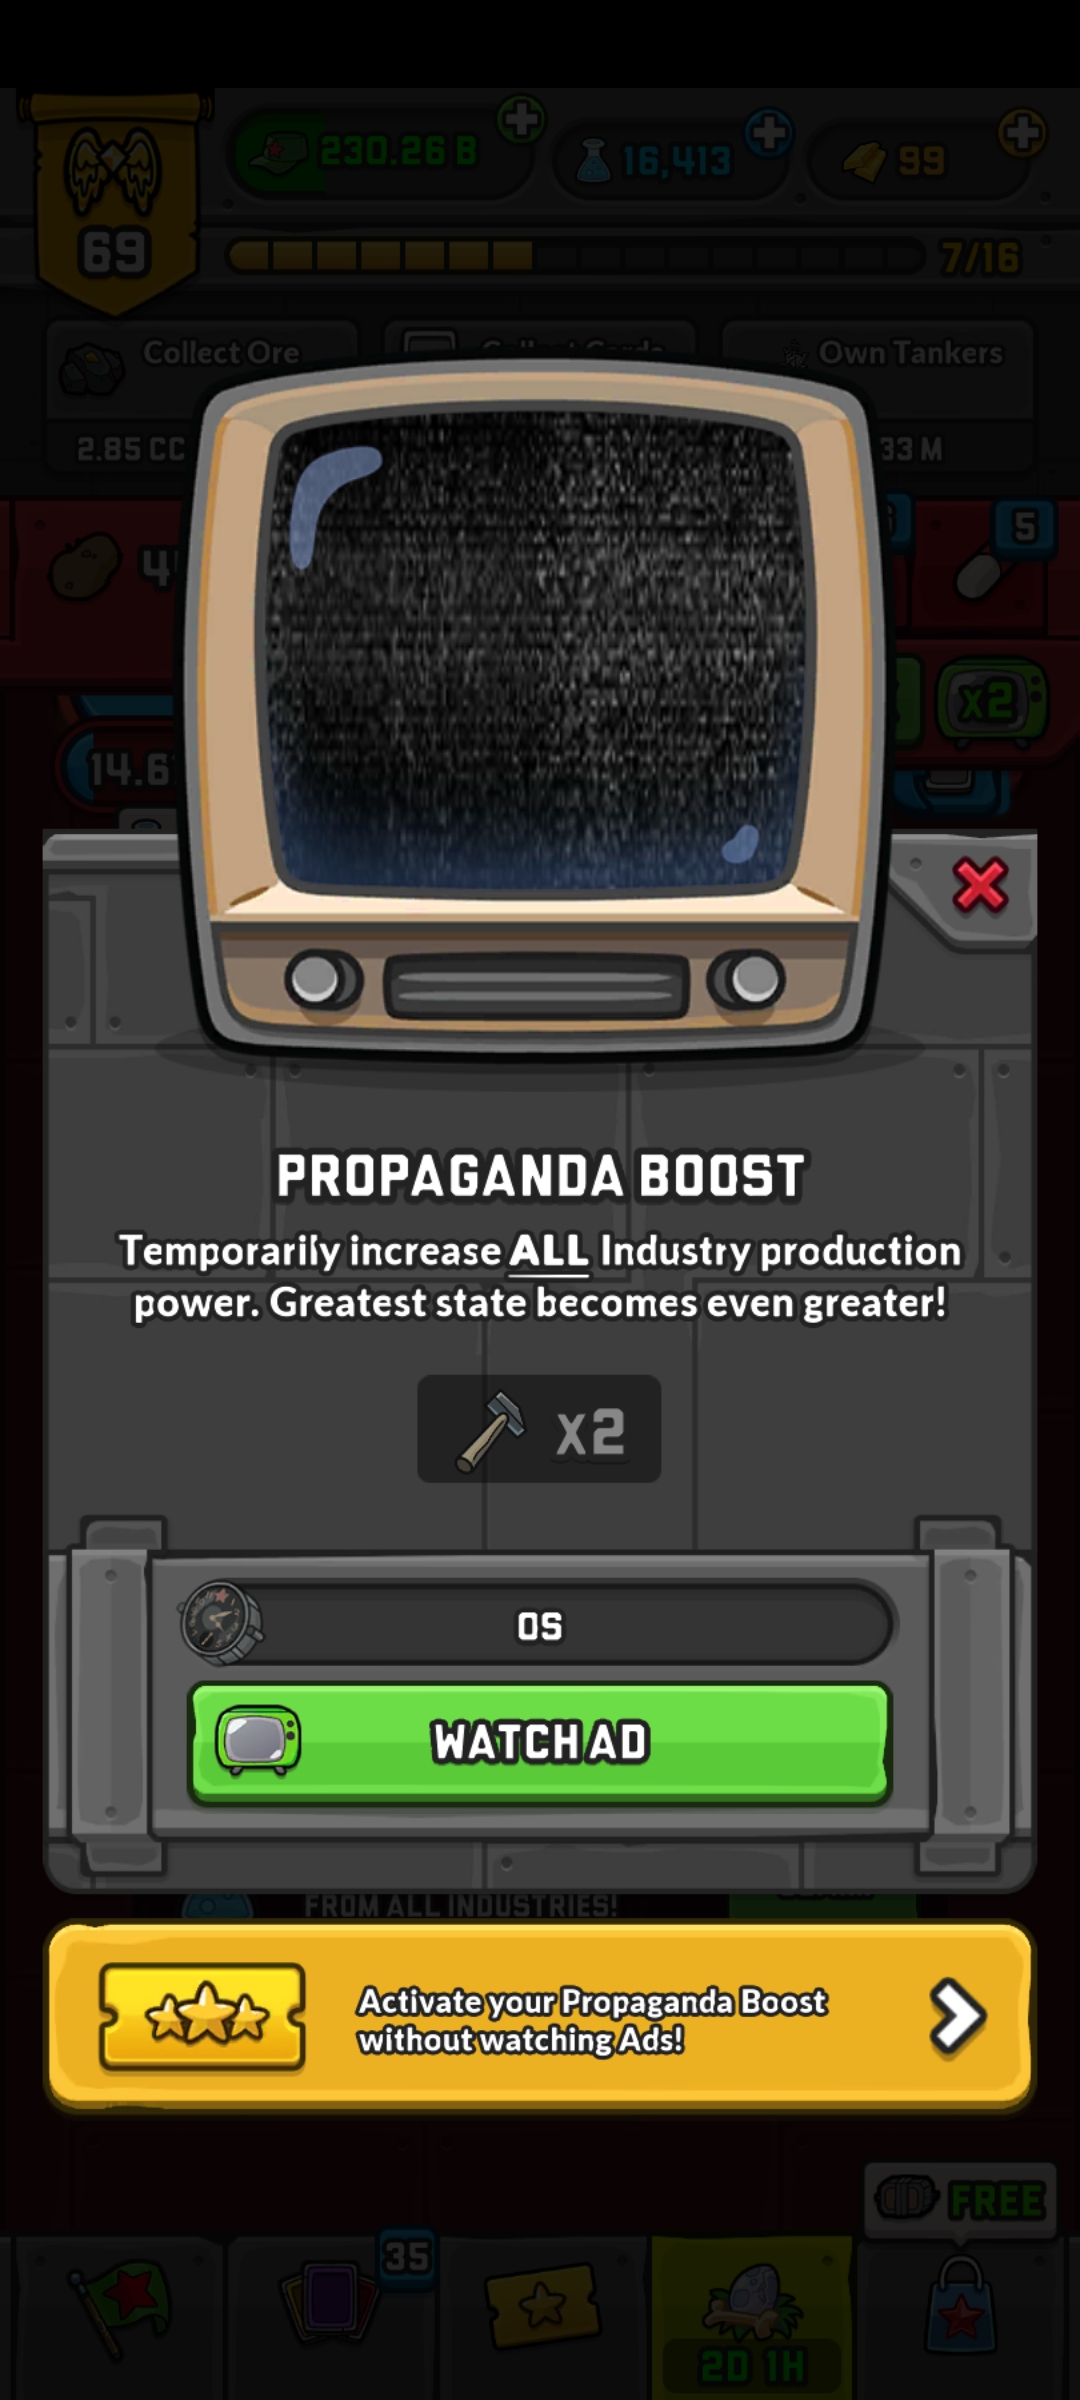 230.26 B
16,413
99
69
7/16
Collect Ore
Collect Cards
Own Tankers
2.85 CC
33 M
5
x2
14.6
PROPAGANDA BOOST
Temporarily increase ALL Industry production
power. Greatest state becomes even greater!
X2
0S
WATCH AD
FROM ALL INDUSTRIES!
Activate your Propaganda Boost
without watching Ads!
FREE
35
2D 1H